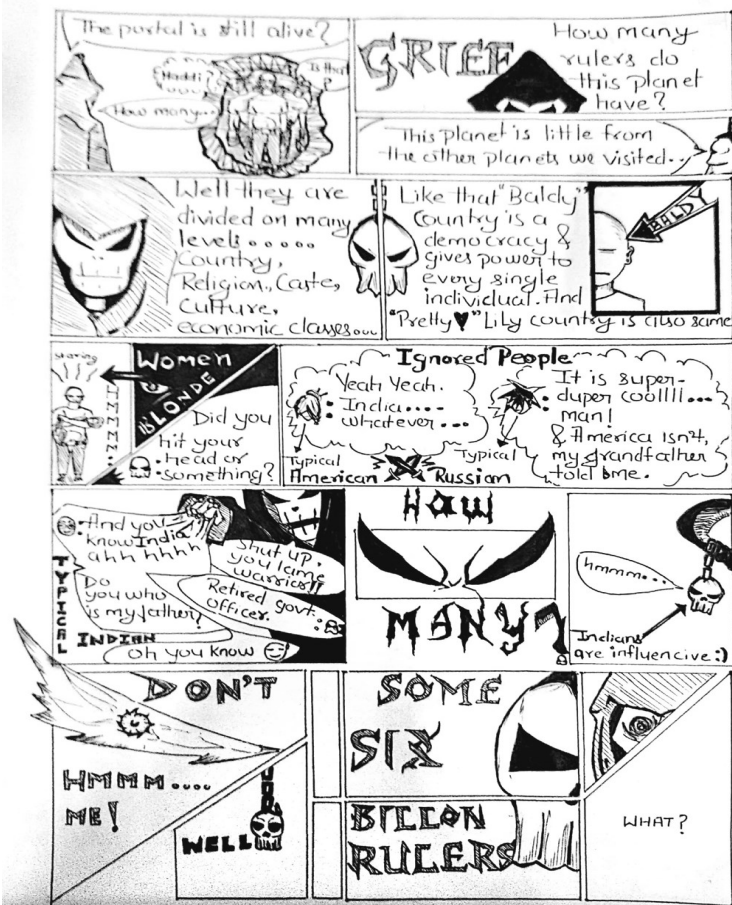 The portal is still alive?
Haddi?
uuuu
Is that
?
How many...
GRIEF
How many
rulers do
this planet
have?
This planet is little from
the other planets we visited...
Well they are
divided on many
levels.....
Country,
Religion, Caste,
Culture,
economic classes...
Like that "Baldy"
Country is a
democracy &
gives power to
every single
individual. And
"Pretty ♥" Lily country is also same
BALDY
staring
HMMMM:
Women
BLONDE
Did you
hit your
head or
something?
Ignored People
Yeah Yeah.
India....
whatever...
Typical
American
It is super-
duper coollll...
man!
& America isn't,
my grandfather
told me.
Typical
Russian
And you
know India
ahh hhhh
Do
you who
is my father?
TYPICAL
INDIAN
Shut up,
you lame
warrior!!
Retired govt.
officer.
oh you know
HAW
MANY?
hmmm...
Indians
are influencive :)
DON'T
HMMM....
ME!
WELL
SOME
SIX
BILLON
RULERS
WHAT?